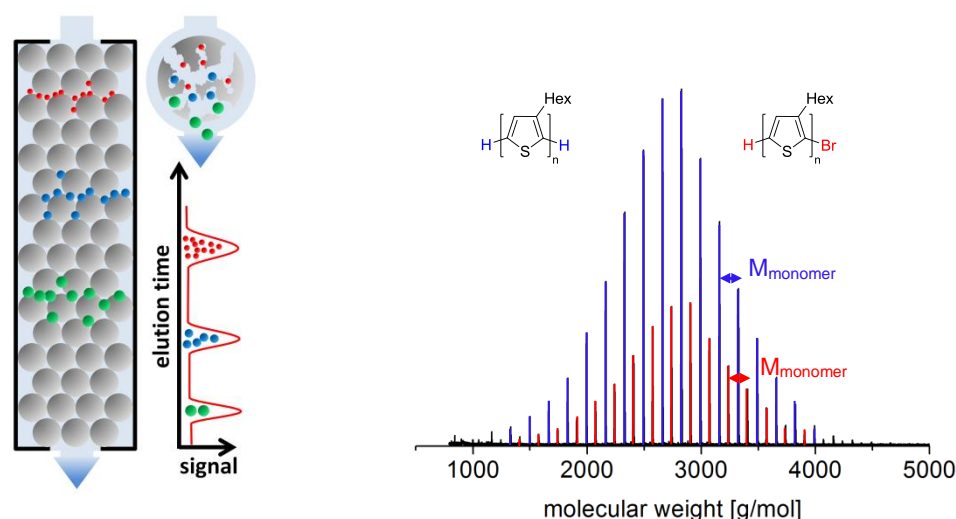 elution time
signal
Hex
H
S
n
H
Hex
H
S
n
Br
Mmonomer
Mmonomer
1000 2000 3000 4000 5000
molecular weight [g/mol]